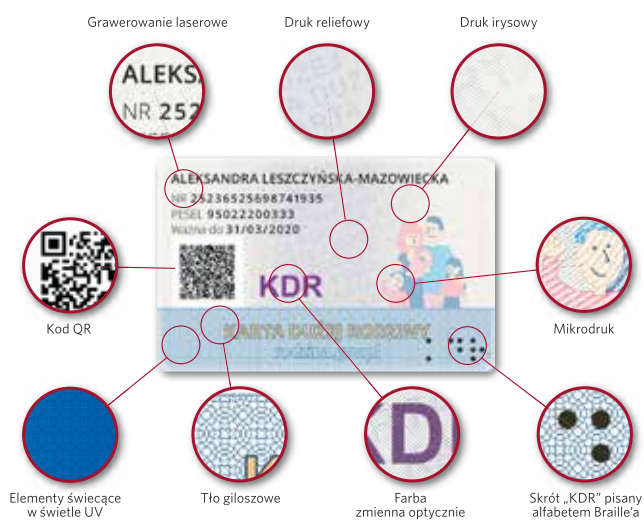 Grawerowanie laserowe
Druk reliefowy
Druk irysowy
ALEKSA
NR 252
ALEKSANDRA LESZCZYŃSKA-MAZOWIECKA
NR 25236525698741935
PESEL 95022200333
Ważna do 31/03/2020
KDR
KARTA DUŻEJ RODZINY
Kod QR
Mikrodruk
KD
Elementy świecące
w świetle UV
Tło giloszowe
Farba
zmienna optycznie
Skrót „KDR” pisany
alfabetem Braille’a